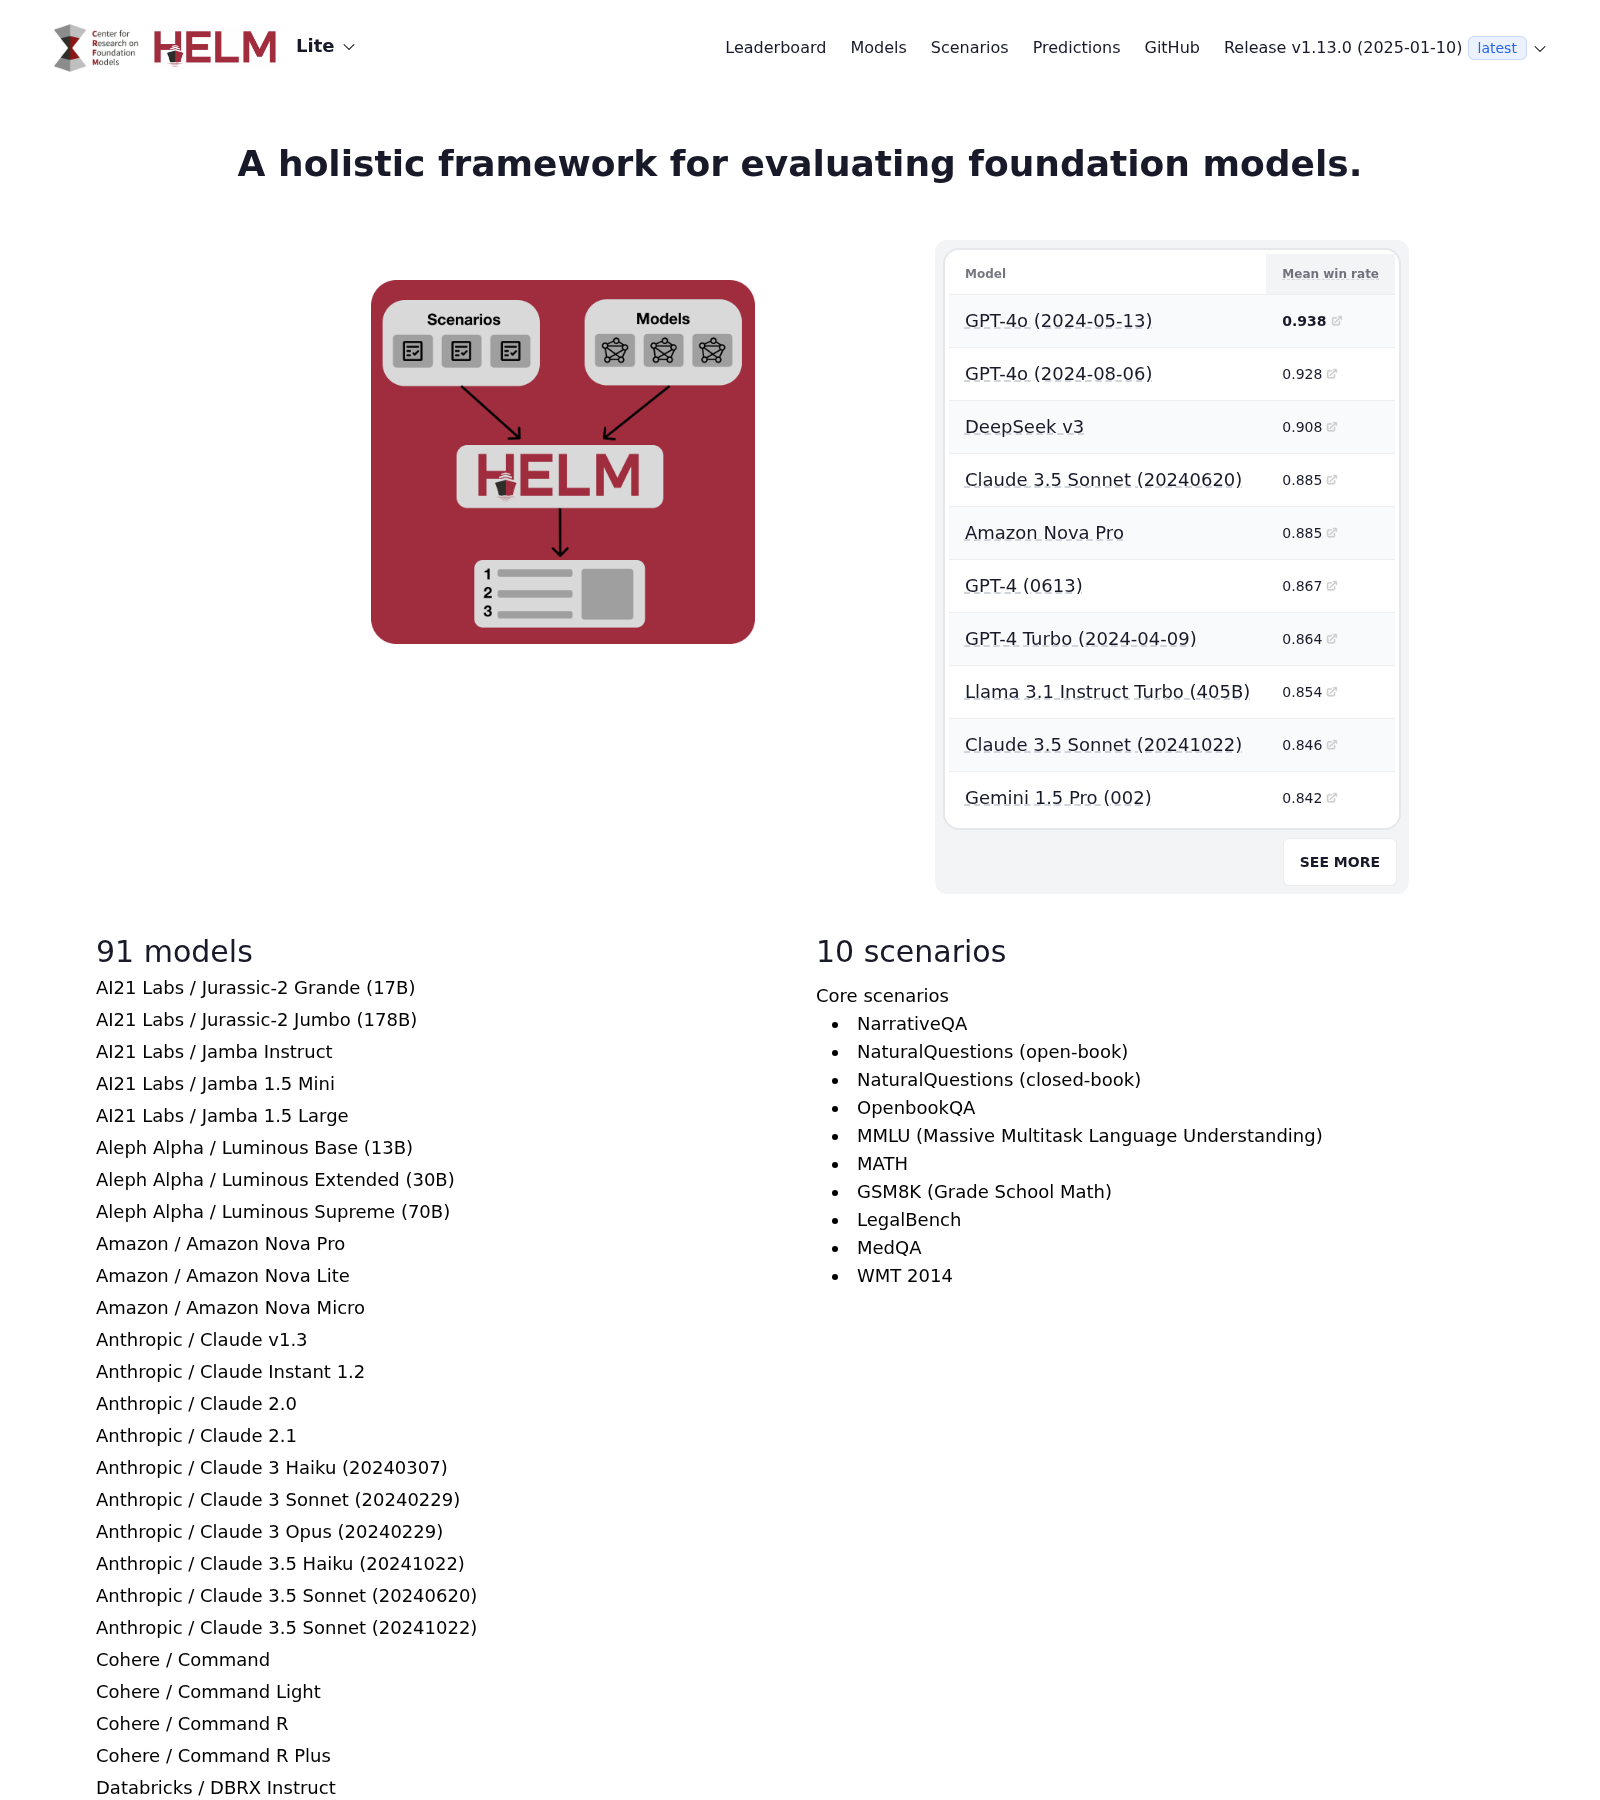 Center for
Research on
Foundation
Models
HELM
Lite
Leaderboard Models Scenarios Predictions GitHub Release v1.13.0 (2025-01-10) latest
A holistic framework for evaluating foundation models.
Scenarios
Models
HELM
1
2
3
Model Mean win rate
GPT-4o (2024-05-13) 0.938
GPT-4o (2024-08-06) 0.928
DeepSeek v3 0.908
Claude 3.5 Sonnet (20240620) 0.885
Amazon Nova Pro 0.885
GPT-4 (0613) 0.867
GPT-4 Turbo (2024-04-09) 0.864
Llama 3.1 Instruct Turbo (405B) 0.854
Claude 3.5 Sonnet (20241022) 0.846
Gemini 1.5 Pro (002) 0.842
SEE MORE
91 models
AI21 Labs / Jurassic-2 Grande (17B)
AI21 Labs / Jurassic-2 Jumbo (178B)
AI21 Labs / Jamba Instruct
AI21 Labs / Jamba 1.5 Mini
AI21 Labs / Jamba 1.5 Large
Aleph Alpha / Luminous Base (13B)
Aleph Alpha / Luminous Extended (30B)
Aleph Alpha / Luminous Supreme (70B)
Amazon / Amazon Nova Pro
Amazon / Amazon Nova Lite
Amazon / Amazon Nova Micro
Anthropic / Claude v1.3
Anthropic / Claude Instant 1.2
Anthropic / Claude 2.0
Anthropic / Claude 2.1
Anthropic / Claude 3 Haiku (20240307)
Anthropic / Claude 3 Sonnet (20240229)
Anthropic / Claude 3 Opus (20240229)
Anthropic / Claude 3.5 Haiku (20241022)
Anthropic / Claude 3.5 Sonnet (20240620)
Anthropic / Claude 3.5 Sonnet (20241022)
Cohere / Command
Cohere / Command Light
Cohere / Command R
Cohere / Command R Plus
Databricks / DBRX Instruct
10 scenarios
Core scenarios
NarrativeQA
NaturalQuestions (open-book)
NaturalQuestions (closed-book)
OpenbookQA
MMLU (Massive Multitask Language Understanding)
MATH
GSM8K (Grade School Math)
LegalBench
MedQA
WMT 2014